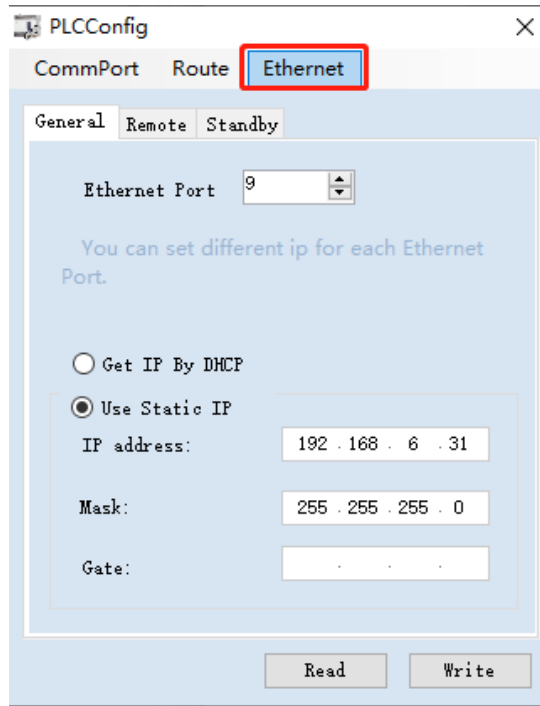 PLCConfig
CommPort Route Ethernet
General Remote Standby
Ethernet Port 9
You can set different ip for each Ethernet
Port.
Get IP By DHCP
Use Static IP
IP address: 192 . 168 . 6 . 31
Mask: 255 . 255 . 255 . 0
Gate: . . .
Read Write